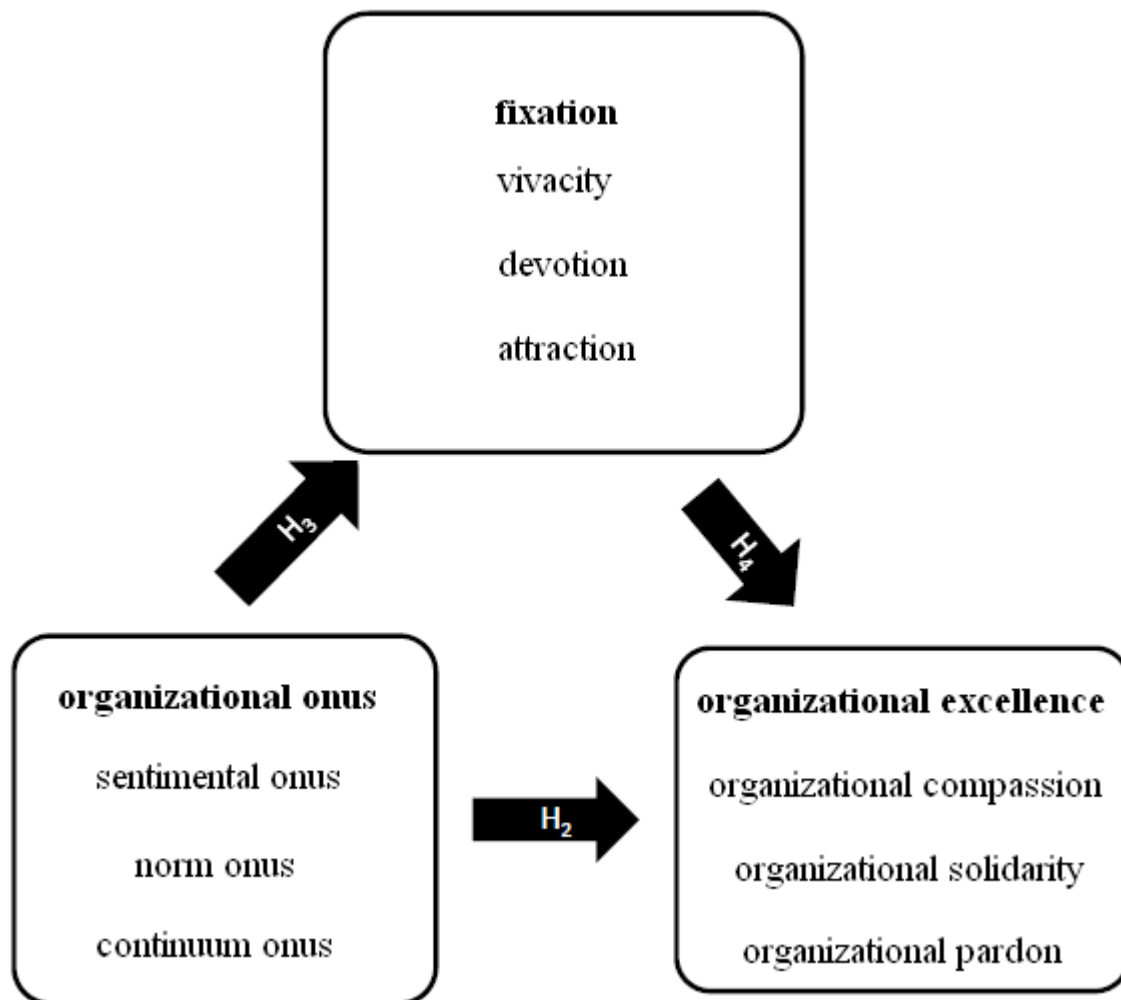 fixation
vivacity
devotion
attraction
H₃
H₄
organizational onus
sentimental onus
norm onus
continuum onus
H₂
organizational excellence
organizational compassion
organizational solidarity
organizational pardon